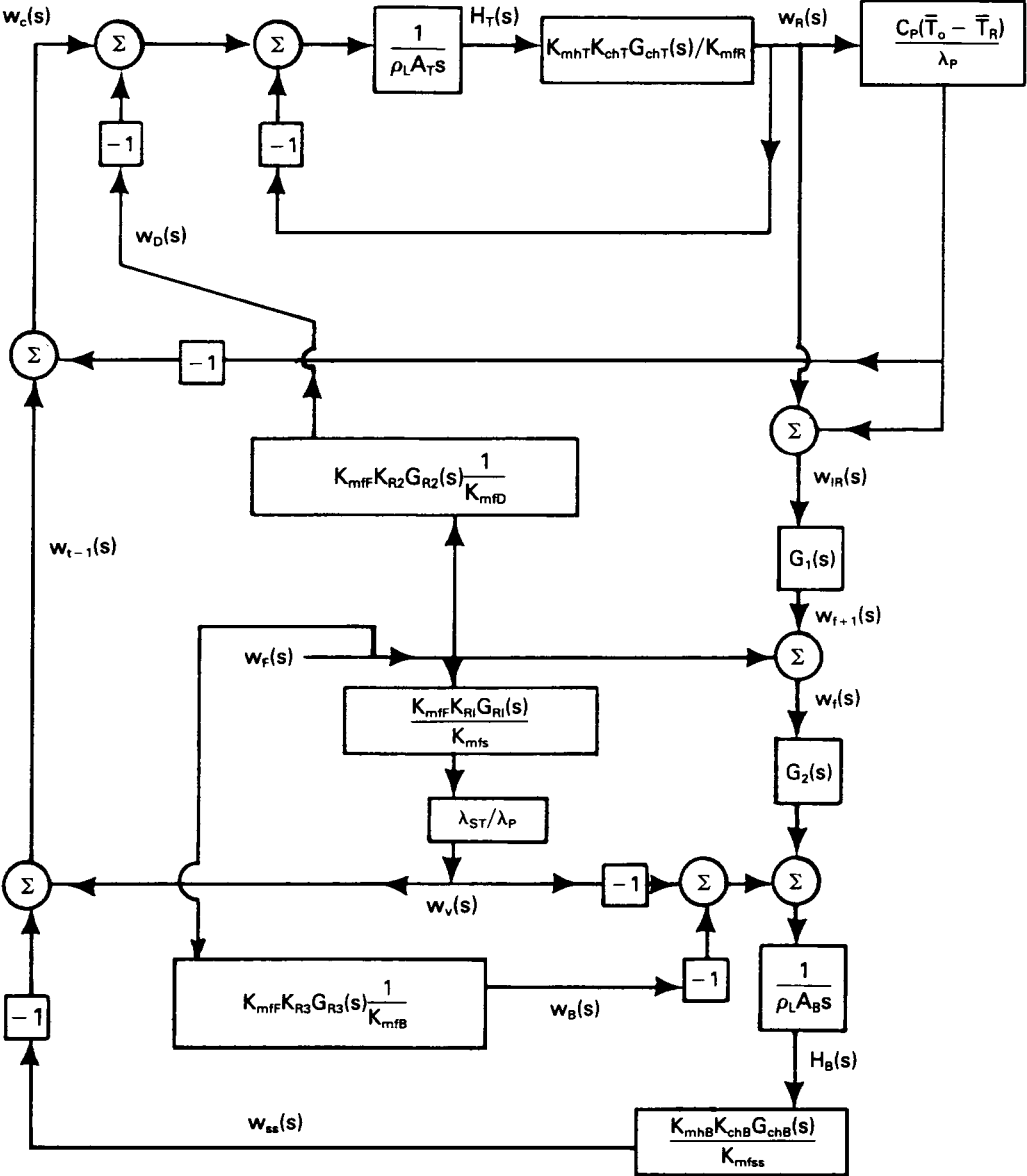 w_c(s)
Σ
Σ
1
ρ_L A_T s
H_T(s)
K_mhT K_chT G_chT(s)/K_mfR
w_R(s)
C_P(T̅_o − T̅_R)
λ_P
−1
−1
w_D(s)
Σ
−1
Σ
w_IR(s)
K_mfF K_R2 G_R2(s) 1
K_mfD
w_t−1(s)
G_1(s)
w_f+1(s)
w_F(s)
Σ
K_mfF K_RI G_RI(s)
K_mfs
w_f(s)
G_2(s)
λ_ST/λ_P
Σ
w_v(s)
−1
Σ
Σ
K_mfF K_R3 G_R3(s) 1
K_mfB
w_B(s)
−1
1
ρ_L A_B s
−1
H_B(s)
w_ss(s)
K_mhB K_chB G_chB(s)
K_mfss